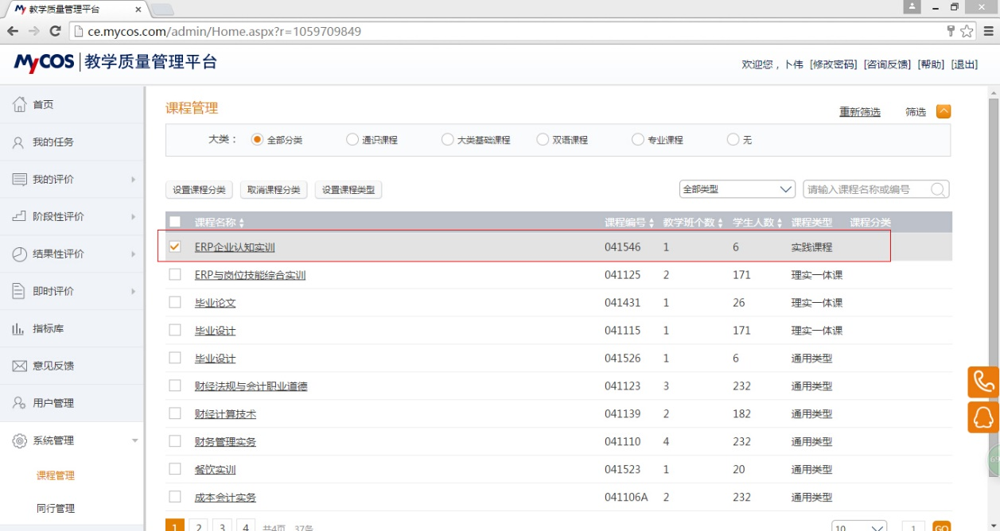 教学质量管理平台
ce.mycos.com/admin/Home.aspx?r=1059709849
MyCOS 教学质量管理平台
欢迎您，卜伟 [修改密码] [咨询反馈] [帮助] [退出]
首页
我的任务
我的评价
阶段性评价
结果性评价
即时评价
指标库
意见反馈
用户管理
系统管理
课程管理
同行管理
课程管理
重新筛选 筛选
大类： 全部分类 通识课程 大类基础课程 双语课程 专业课程 无
设置课程分类 取消课程分类 设置课程类型 全部类型 请输入课程名称或编号
课程名称 课程编号 教学班个数 学生人数 课程类型 课程分类
ERP企业认知实训 041546 1 6 实践课程
ERP与岗位技能综合实训 041125 2 171 理实一体课
毕业论文 041431 1 26 理实一体课
毕业设计 041115 1 171 理实一体课
毕业设计 041526 1 6 通用类型
财经法规与会计职业道德 041123 3 232 通用类型
财经计算技术 041139 2 182 通用类型
财务管理实务 041110 4 232 通用类型
餐饮实训 041523 1 20 通用类型
成本会计实务 041106A 2 232 通用类型
1 2 3 4 共4页 37条 10 1 GO